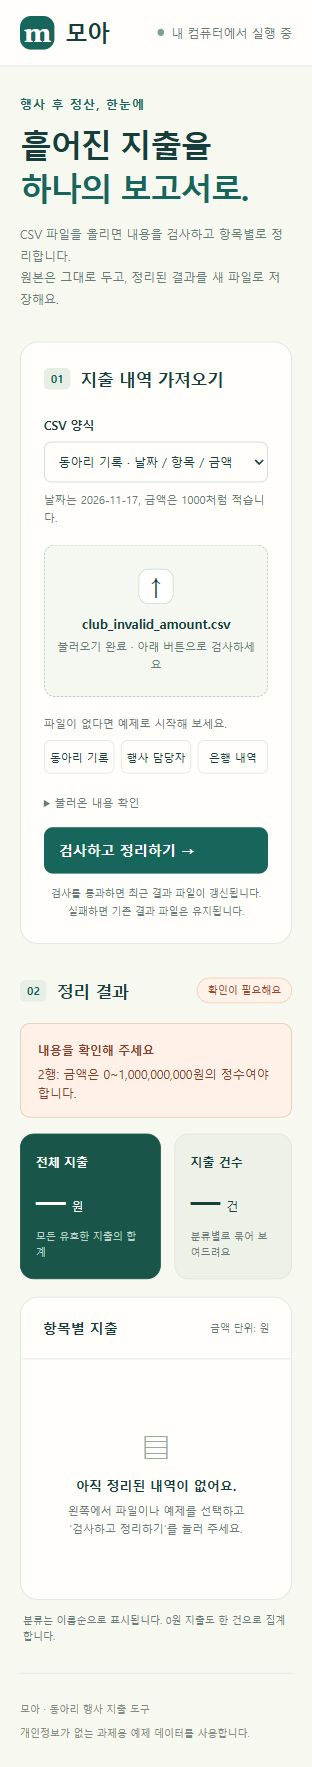 m 모아
내 컴퓨터에서 실행 중
행사 후 정산, 한눈에
흩어진 지출을
하나의 보고서로.
CSV 파일을 올리면 내용을 검사하고 항목별로 정
리합니다.
원본은 그대로 두고, 정리된 결과를 새 파일로 저
장해요.
01 지출 내역 가져오기
CSV 양식
동아리 기록 · 날짜 / 항목 / 금액
날짜는 2026-11-17, 금액은 1000처럼 적습니
다.
↑
club_invalid_amount.csv
불러오기 완료 · 아래 버튼으로 검사하세
요
파일이 없다면 예제로 시작해 보세요.
동아리 기록 행사 담당자 은행 내역
▶ 불러온 내용 확인
검사하고 정리하기 →
검사를 통과하면 최근 결과 파일이 갱신됩니다.
실패하면 기존 결과 파일은 유지됩니다.
02 정리 결과 확인이 필요해요
내용을 확인해 주세요
2행: 금액은 0~1,000,000,000원의 정수여야
합니다.
전체 지출
— 원
모든 유효한 지출의 합
계
지출 건수
— 건
분류별로 묶어 보
여드려요
항목별 지출 금액 단위: 원
아직 정리된 내역이 없어요.
왼쪽에서 파일이나 예제를 선택하고
'검사하고 정리하기'를 눌러 주세요.
분류는 이름순으로 표시됩니다. 0원 지출도 한 건으로 집계
합니다.
모아 · 동아리 행사 지출 도구
개인정보가 없는 과제용 예제 데이터를 사용합니다.